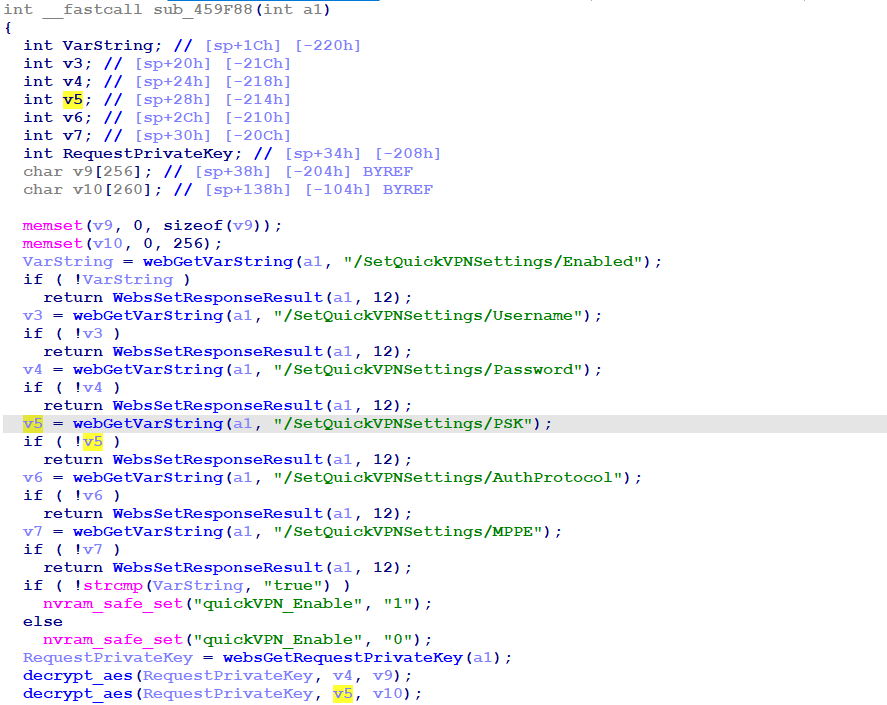 int __fastcall sub_459F88(int a1)
{
  int VarString; // [sp+1Ch] [-220h]
  int v3; // [sp+20h] [-21Ch]
  int v4; // [sp+24h] [-218h]
  int v5; // [sp+28h] [-214h]
  int v6; // [sp+2Ch] [-210h]
  int v7; // [sp+30h] [-20Ch]
  int RequestPrivateKey; // [sp+34h] [-208h]
  char v9[256]; // [sp+38h] [-204h] BYREF
  char v10[260]; // [sp+138h] [-104h] BYREF

  memset(v9, 0, sizeof(v9));
  memset(v10, 0, 256);
  VarString = webGetVarString(a1, "/SetQuickVPNSettings/Enabled");
  if ( !VarString )
    return WebsSetResponseResult(a1, 12);
  v3 = webGetVarString(a1, "/SetQuickVPNSettings/Username");
  if ( !v3 )
    return WebsSetResponseResult(a1, 12);
  v4 = webGetVarString(a1, "/SetQuickVPNSettings/Password");
  if ( !v4 )
    return WebsSetResponseResult(a1, 12);
  v5 = webGetVarString(a1, "/SetQuickVPNSettings/PSK");
  if ( !v5 )
    return WebsSetResponseResult(a1, 12);
  v6 = webGetVarString(a1, "/SetQuickVPNSettings/AuthProtocol");
  if ( !v6 )
    return WebsSetResponseResult(a1, 12);
  v7 = webGetVarString(a1, "/SetQuickVPNSettings/MPPE");
  if ( !v7 )
    return WebsSetResponseResult(a1, 12);
  if ( !strcmp(VarString, "true") )
    nvram_safe_set("quickVPN_Enable", "1");
  else
    nvram_safe_set("quickVPN_Enable", "0");
  RequestPrivateKey = websGetRequestPrivateKey(a1);
  decrypt_aes(RequestPrivateKey, v4, v9);
  decrypt_aes(RequestPrivateKey, v5, v10);